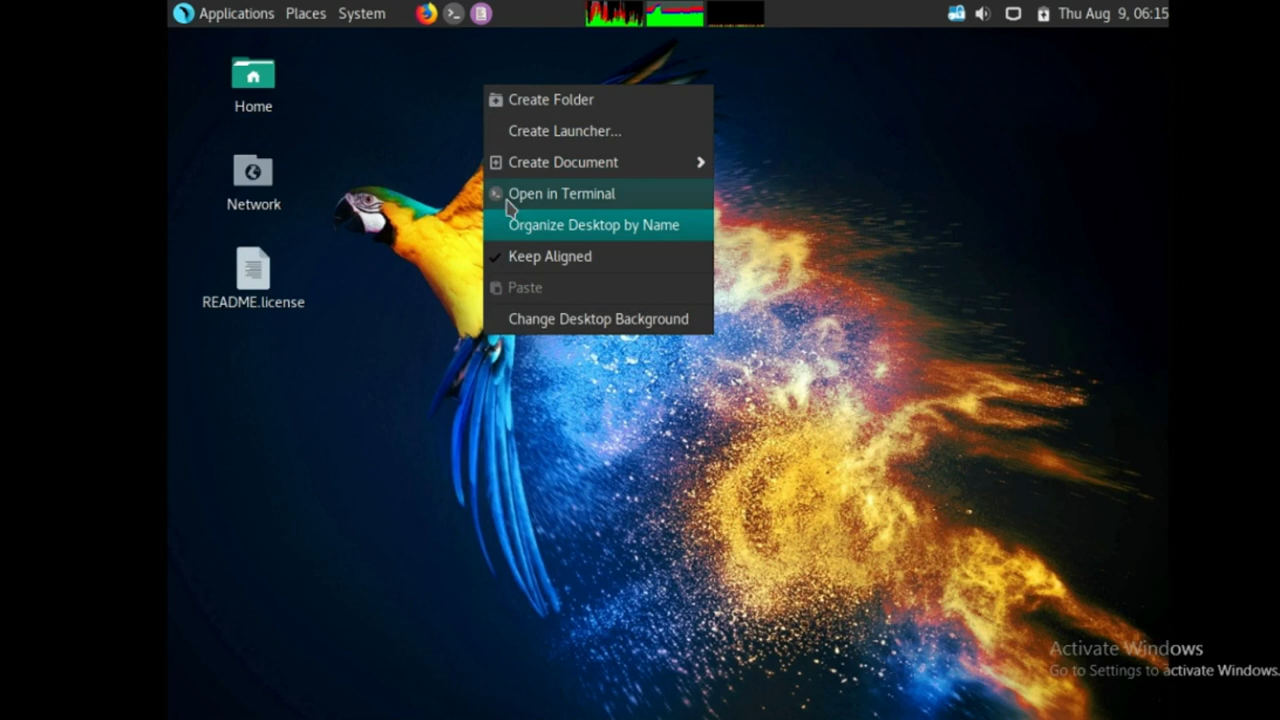 Applications Places System Thu Aug 9, 06:15
Home
Network
README.license
Create Folder
Create Launcher...
Create Document
Open in Terminal
Organize Desktop by Name
Keep Aligned
Paste
Change Desktop Background
Activate Windows
Go to Settings to activate Windows.